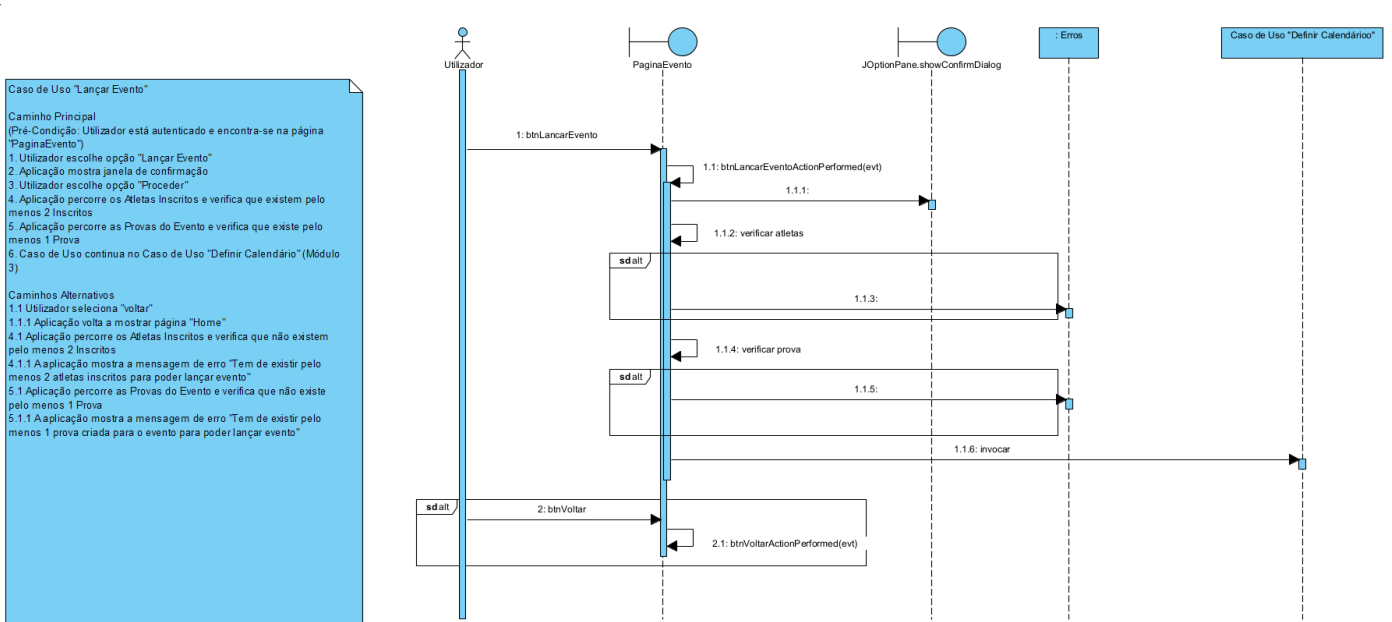 Caso de Uso "Lançar Evento"
Caminho Principal
(Pré-Condição: Utilizador está autenticado e encontra-se na página
"PaginaEvento")
1. Utilizador escolhe opção "Lançar Evento"
2. Aplicação mostra janela de confirmação
3. Utilizador escolhe opção "Proceder"
4. Aplicação percorre os Atletas Inscritos e verifica que existem pelo
menos 2 Inscritos
5. Aplicação percorre as Provas do Evento e verifica que existe pelo
menos 1 Prova
6. Caso de Uso continua no Caso de Uso "Definir Calendário" (Módulo
3)
Caminhos Alternativos
1.1 Utilizador seleciona "voltar"
1.1.1 Aplicação volta a mostrar página "Home"
4.1 Aplicação percorre os Atletas Inscritos e verifica que não existem
pelo menos 2 Inscritos
4.1.1 A aplicação mostra a mensagem de erro "Tem de existir pelo
menos 2 atletas inscritos para poder lançar evento"
5.1 Aplicação percorre as Provas do Evento e verifica que não existe
pelo menos 1 Prova
5.1.1 A aplicação mostra a mensagem de erro "Tem de existir pelo
menos 1 prova criada para o evento para poder lançar evento"
Utilizador
PaginaEvento
JOptionPane.showConfirmDialog
: Erros
Caso de Uso "Definir Calendárioo"
1: btnLancarEvento
1.1: btnLancarEventoActionPerformed(evt)
1.1.1:
1.1.2: verificar atletas
sd alt
1.1.3:
1.1.4: verificar prova
sd alt
1.1.5:
1.1.6: invocar
sd alt
2: btnVoltar
2.1: btnVoltarActionPerformed(evt)